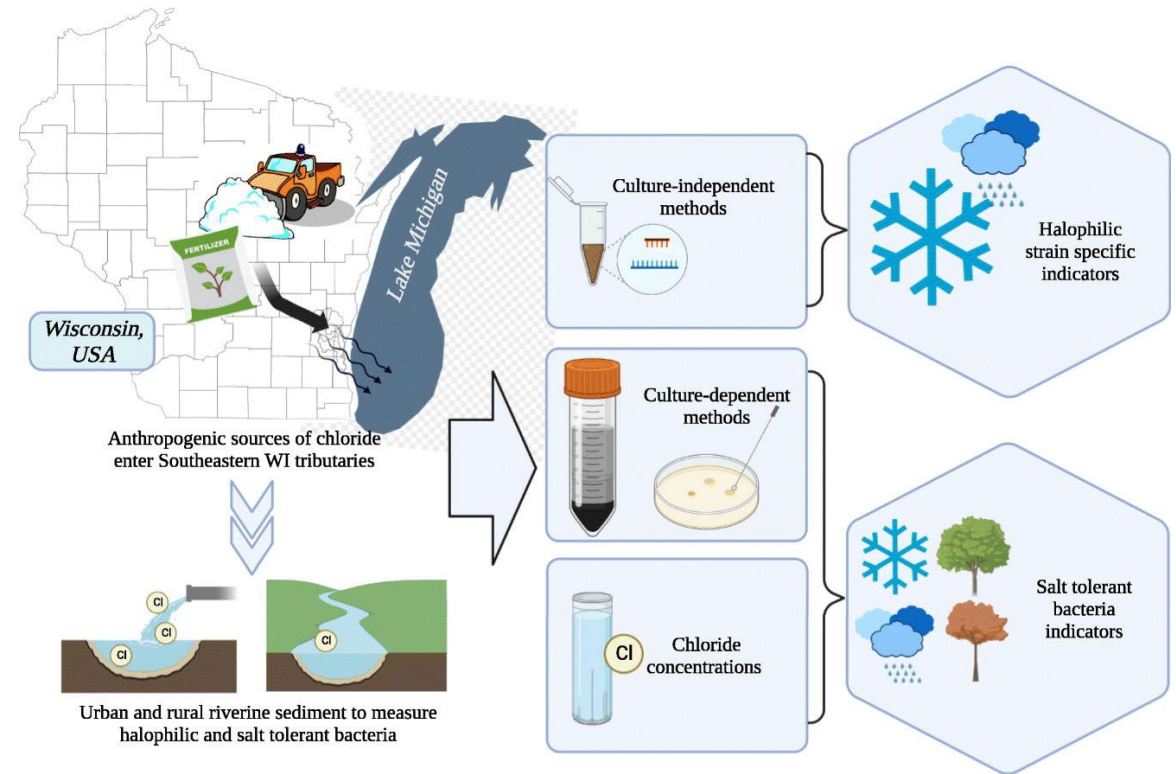 FERTILIZER
Lake Michigan
Wisconsin,
USA
Anthropogenic sources of chloride
enter Southeastern WI tributaries
Cl
Cl
Cl
Cl
Urban and rural riverine sediment to measure
halophilic and salt tolerant bacteria
Culture-independent
methods
Culture-dependent
methods
Cl
Chloride
concentrations
Halophilic
strain specific
indicators
Salt tolerant
bacteria
indicators